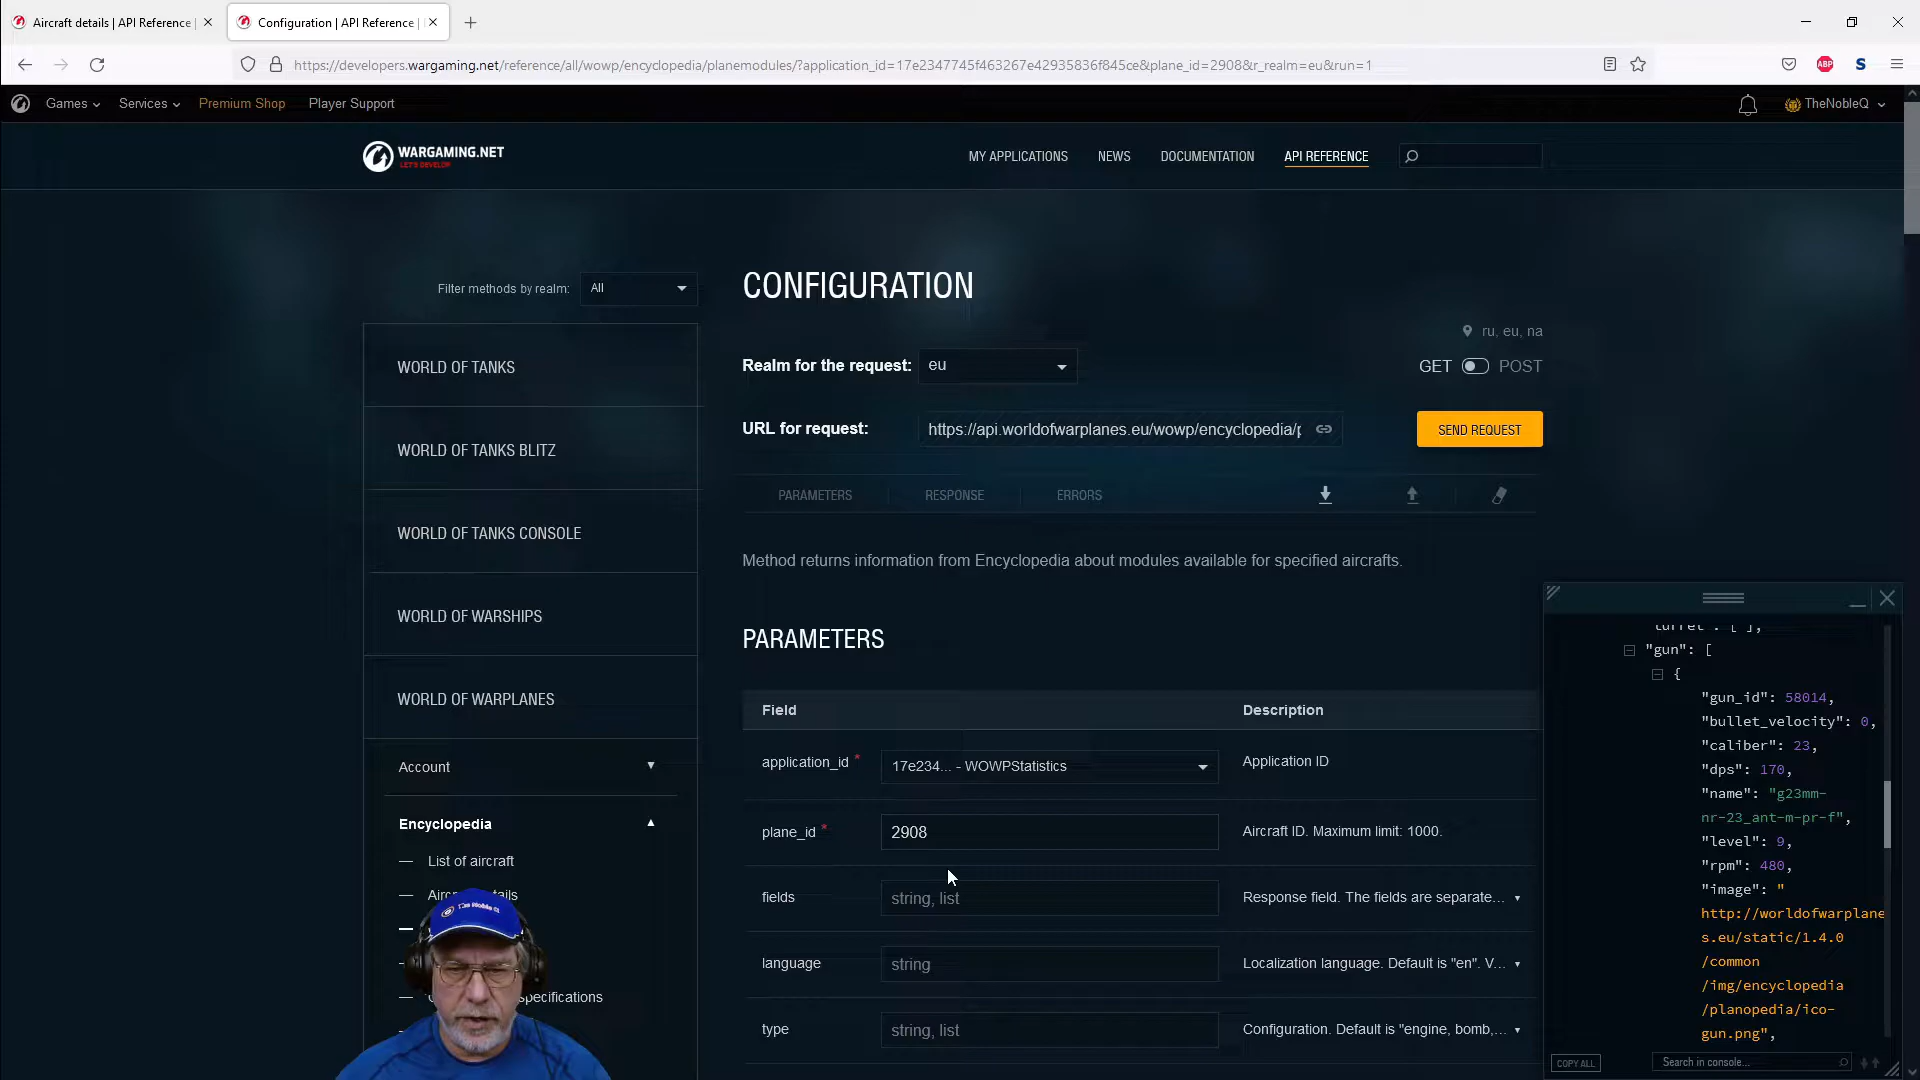 Aircraft details | API Reference
Configuration | API Reference |
https://developers.wargaming.net/reference/all/wowp/encyclopedia/planemodules/?application_id=17e2347745f463267e42935836f845ce&plane_id=2908&r_realm=eu&run=1
ABP
S
Games
Services
Premium Shop
Player Support
TheNobleQ
WARGAMING.NET
LET'S DEVELOP
MY APPLICATIONS
NEWS
DOCUMENTATION
API REFERENCE
Filter methods by realm:
All
WORLD OF TANKS
WORLD OF TANKS BLITZ
WORLD OF TANKS CONSOLE
WORLD OF WARSHIPS
WORLD OF WARPLANES
Account
Encyclopedia
List of aircraft
CONFIGURATION
ru, eu, na
Realm for the request:
eu
GET
POST
URL for request:
https://api.worldofwarplanes.eu/wowp/encyclopedia/p
SEND REQUEST
PARAMETERS
RESPONSE
ERRORS
Method returns information from Encyclopedia about modules available for specified aircrafts.
PARAMETERS
Field
Description
application_id *
17e234... - WOWPStatistics
Application ID
plane_id *
2908
Aircraft ID. Maximum limit: 1000.
fields
string, list
Response field. The fields are separate...
language
string
Localization language. Default is "en". V...
type
string, list
Configuration. Default is "engine, bomb,...
"gun": [
{
"gun_id": 58014,
"bullet_velocity": 0,
"caliber": 23,
"dps": 170,
"name": "g23mm-
nr-23_ant-m-pr-f",
"level": 9,
"rpm": 480,
"image": "
http://worldofwarplane
s.eu/static/1.4.0
/common
/img/encyclopedia
/planopedia/ico-
gun.png",
COPY ALL
Search in console...